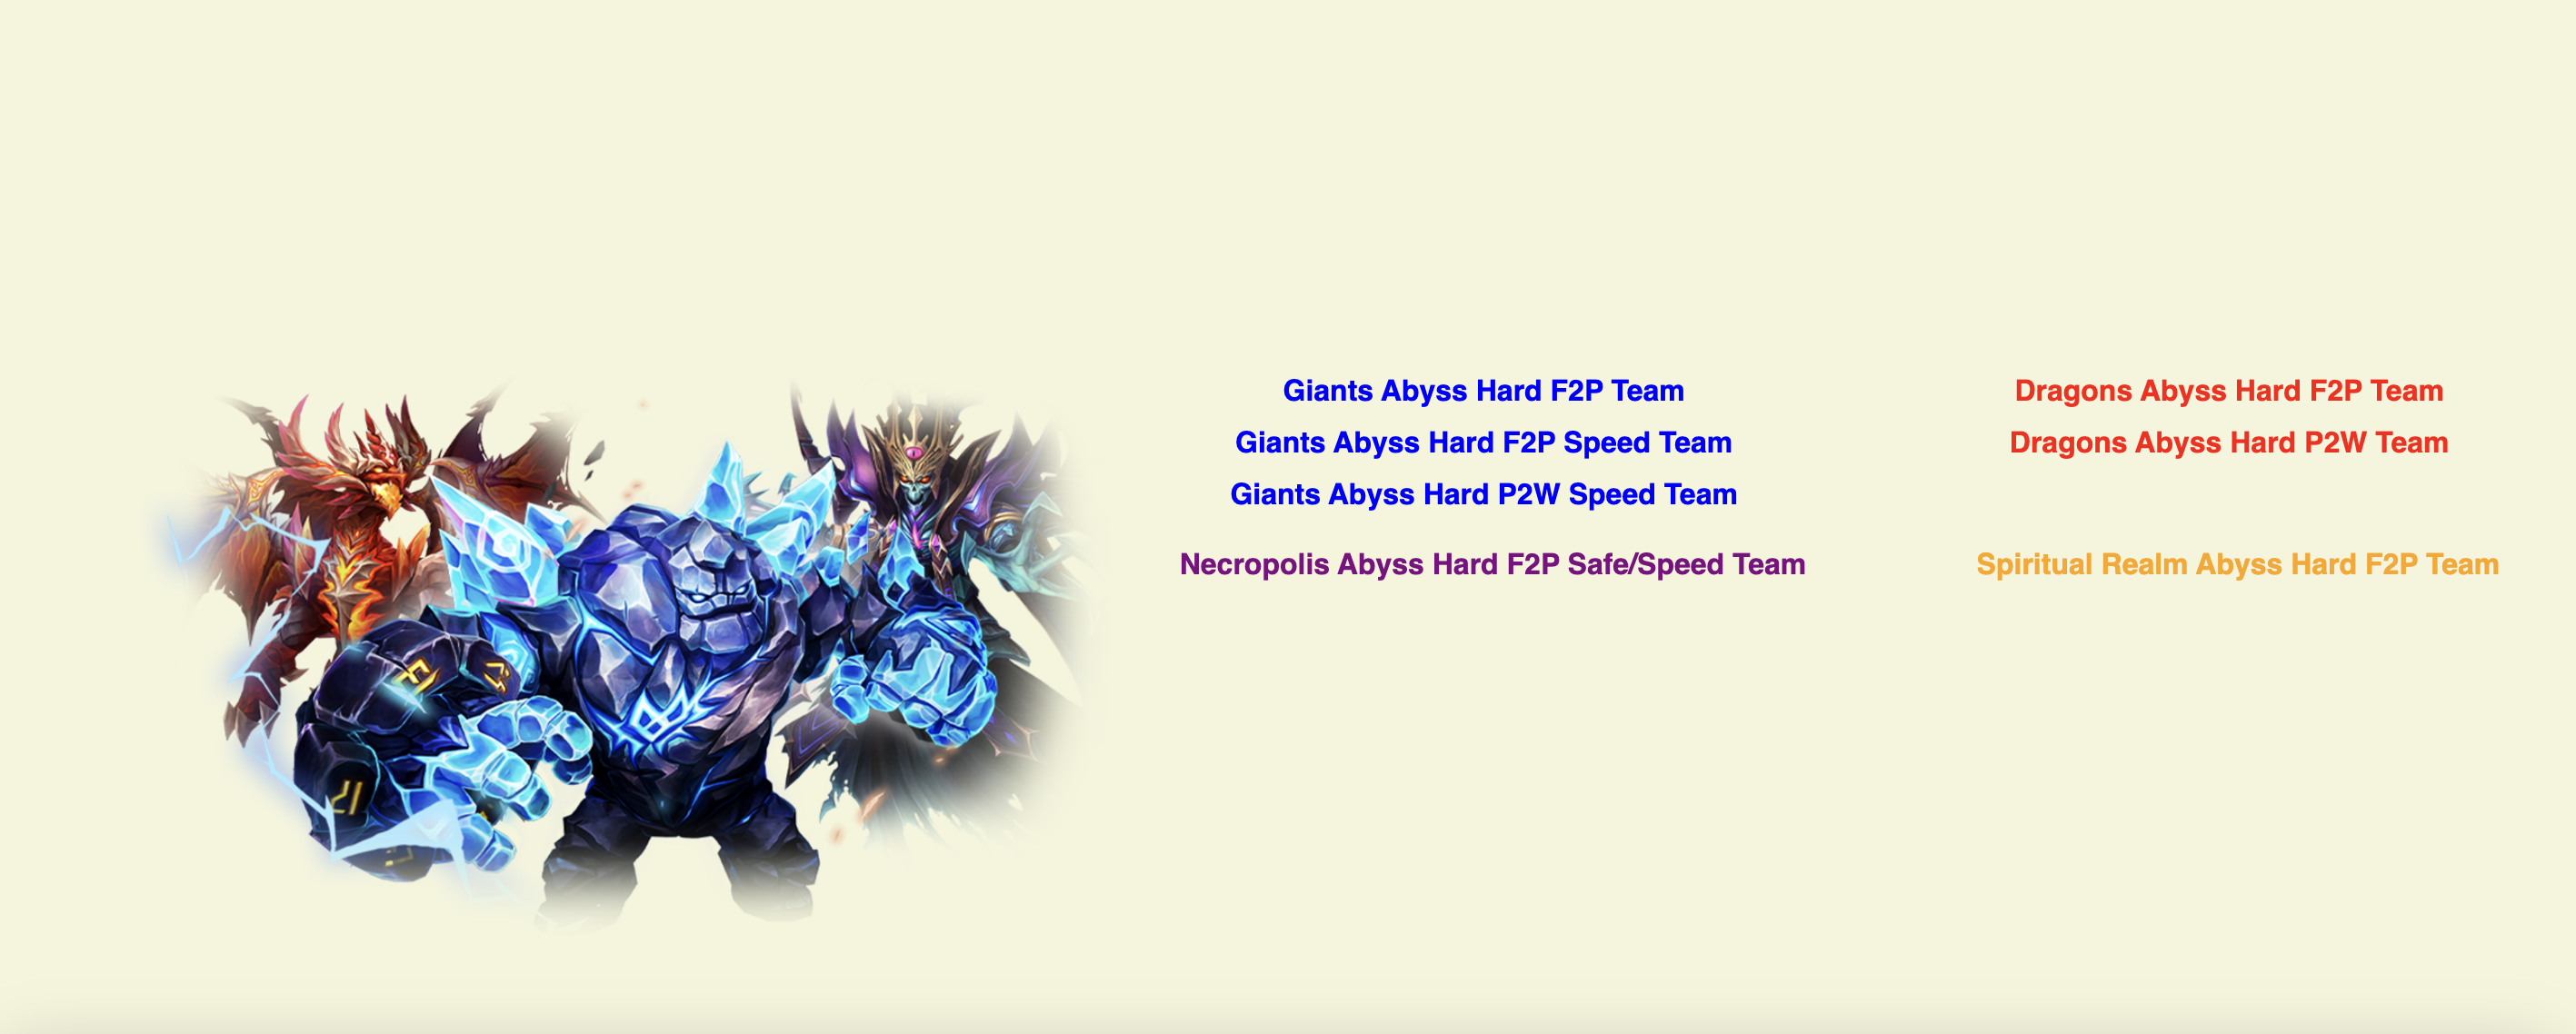 Giants Abyss Hard F2P Team
Giants Abyss Hard F2P Speed Team
Giants Abyss Hard P2W Speed Team
Dragons Abyss Hard F2P Team
Dragons Abyss Hard P2W Team
Necropolis Abyss Hard F2P Safe/Speed Team
Spiritual Realm Abyss Hard F2P Team